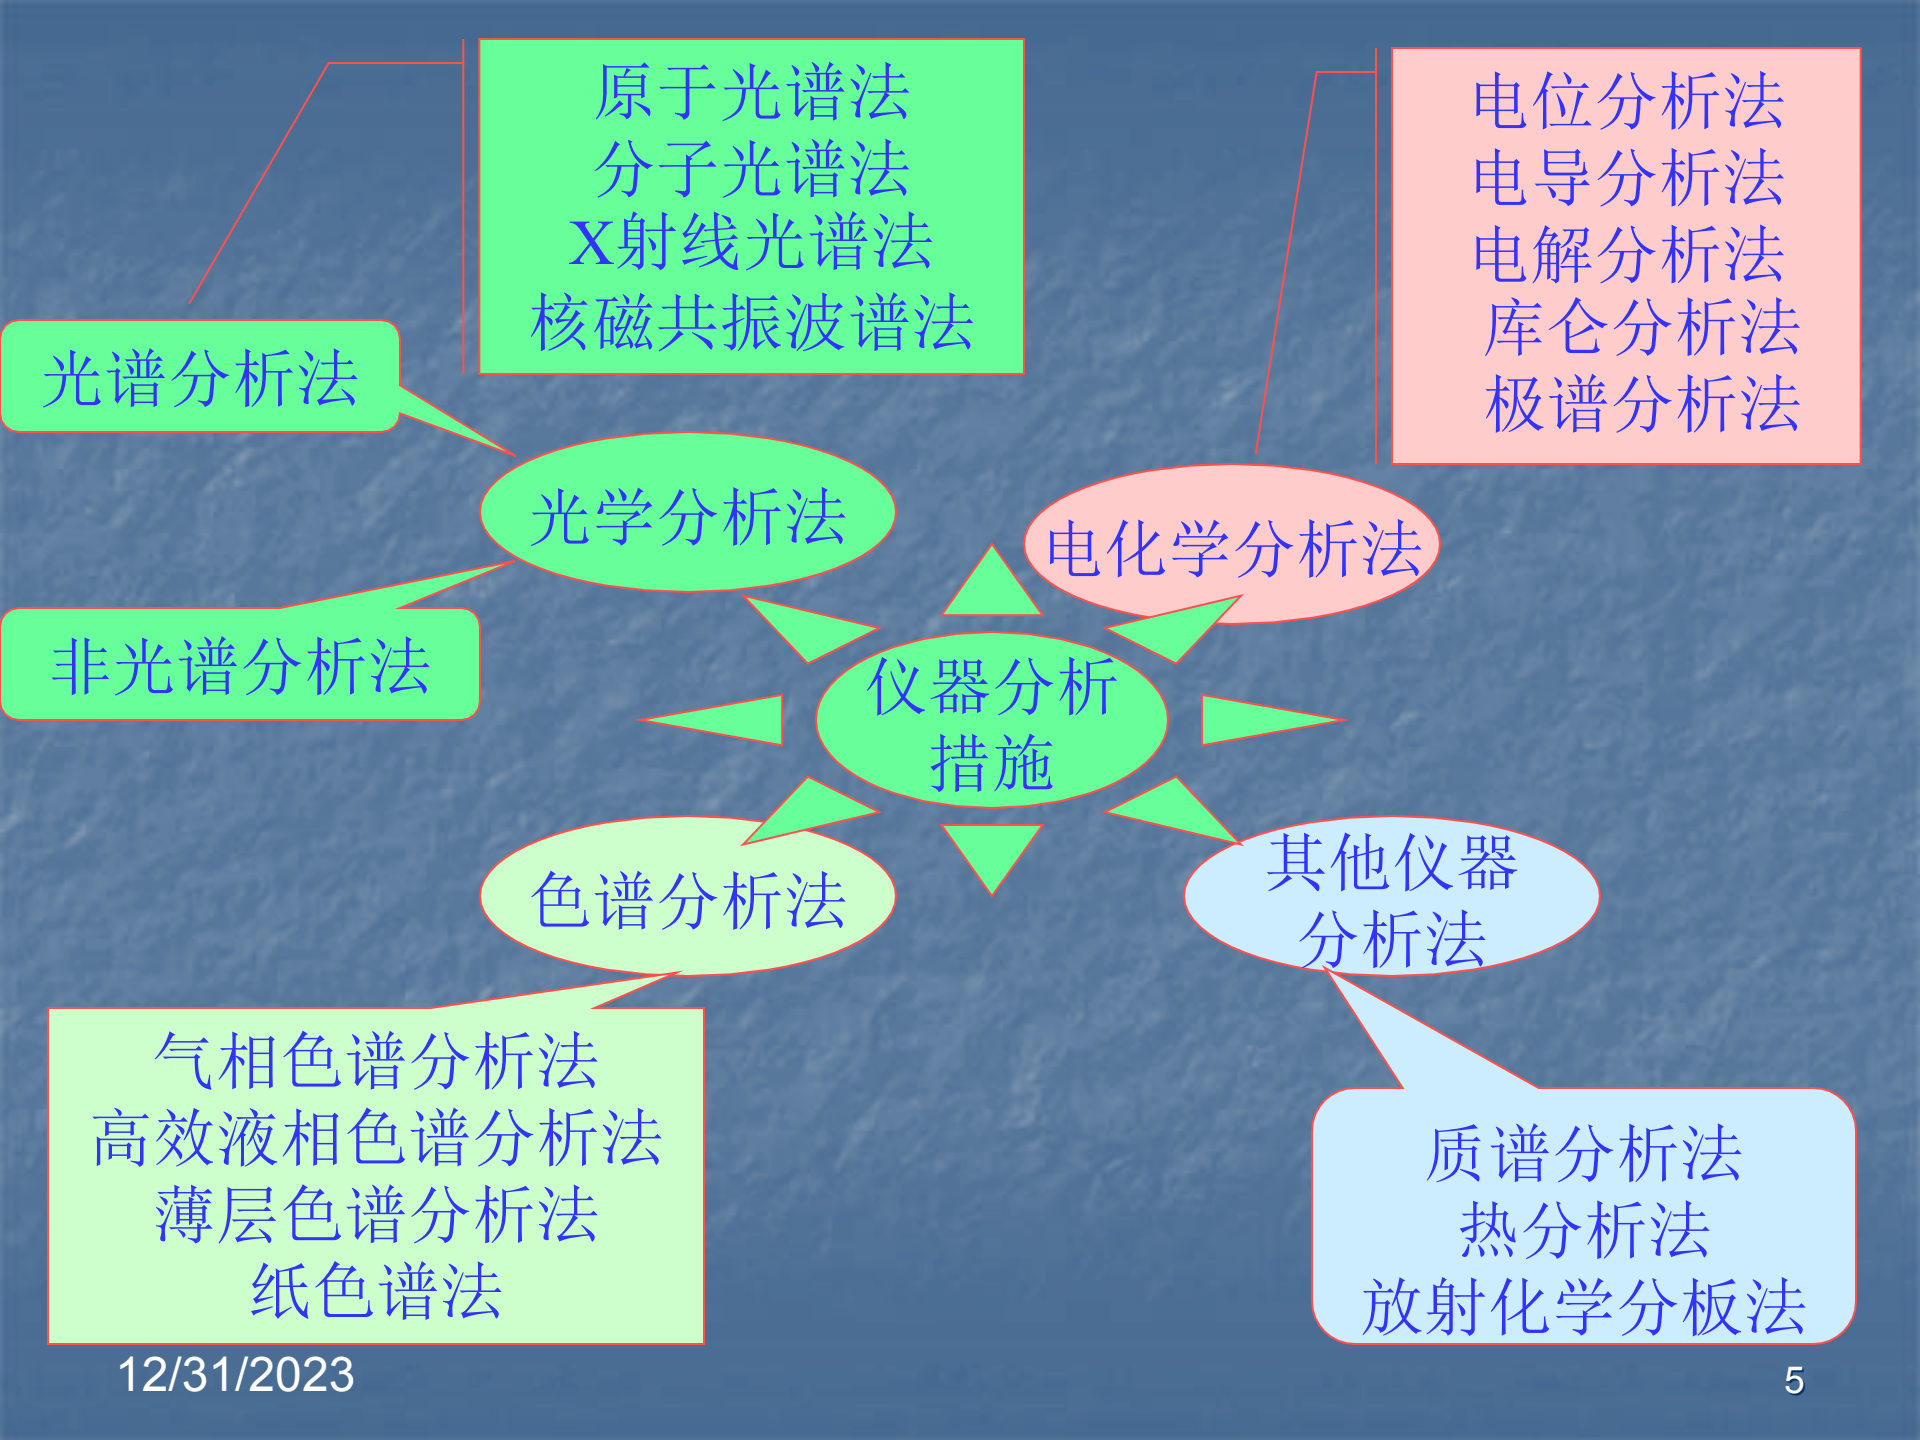 原于光谱法
分子光谱法
X射线光谱法
核磁共振波谱法
电位分析法
电导分析法
电解分析法
库仑分析法
极谱分析法
光谱分析法
光学分析法
电化学分析法
非光谱分析法
仪器分析
措施
色谱分析法
其他仪器
分析法
气相色谱分析法
高效液相色谱分析法
薄层色谱分析法
纸色谱法
质谱分析法
热分析法
放射化学分板法
12/31/2023
5